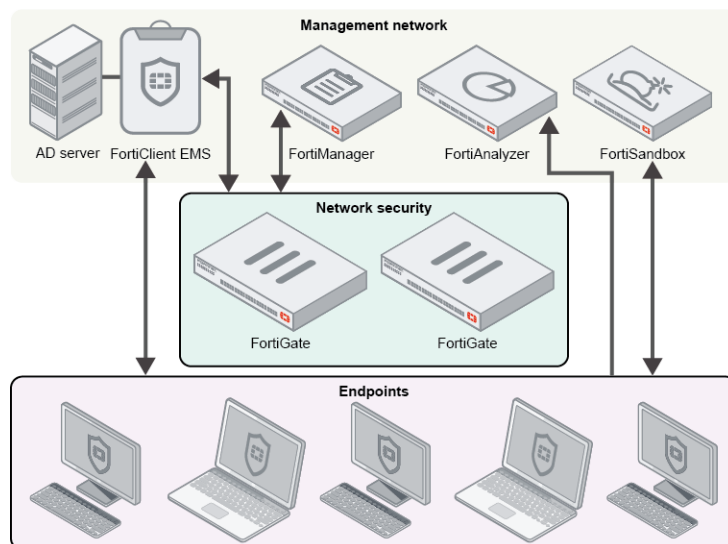 Management network
AD server
FortiClient EMS
FortiManager
FortiAnalyzer
FortiSandbox
Network security
FortiGate
FortiGate
Endpoints